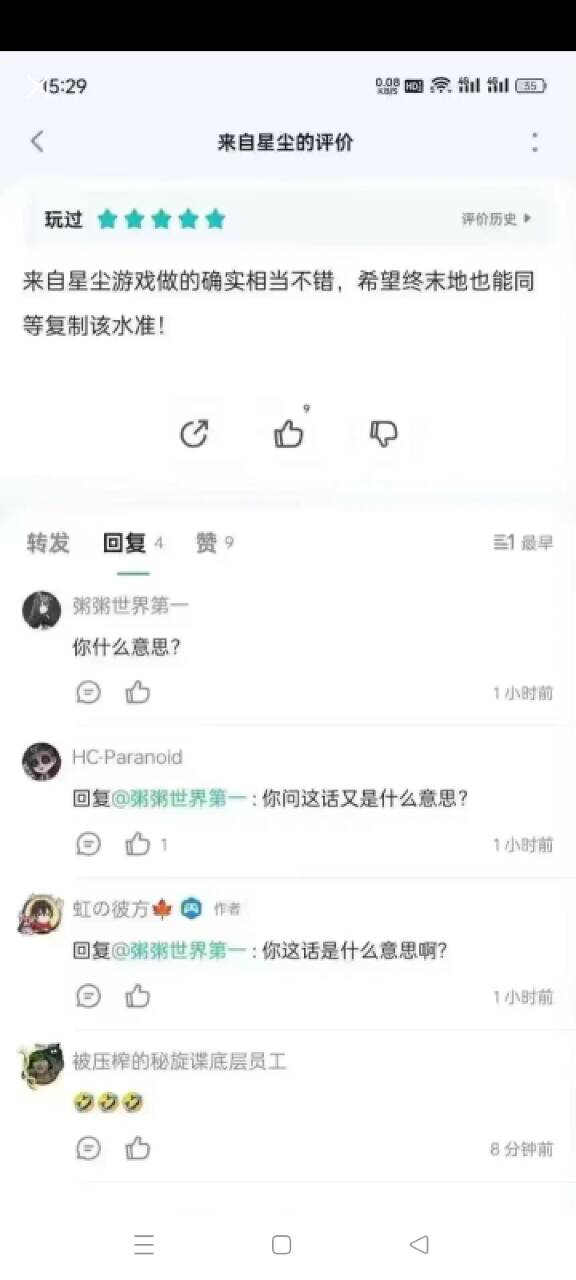 15:29
0.08
KB/S
HD
4G
4G
35
来自星尘的评价
玩过
评价历史
来自星尘游戏做的确实相当不错，希望终末地也能同
等复制该水准！
9
转发 回复 4 赞 9
最早
粥粥世界第一
你什么意思？
1小时前
HC-Paranoid
回复@粥粥世界第一：你问这话又是什么意思？
1
1小时前
虹の彼方🍁 作者
回复@粥粥世界第一：你这话是什么意思啊？
1小时前
被压榨的秘旋谍底层员工
🤣🤣🤣
8分钟前